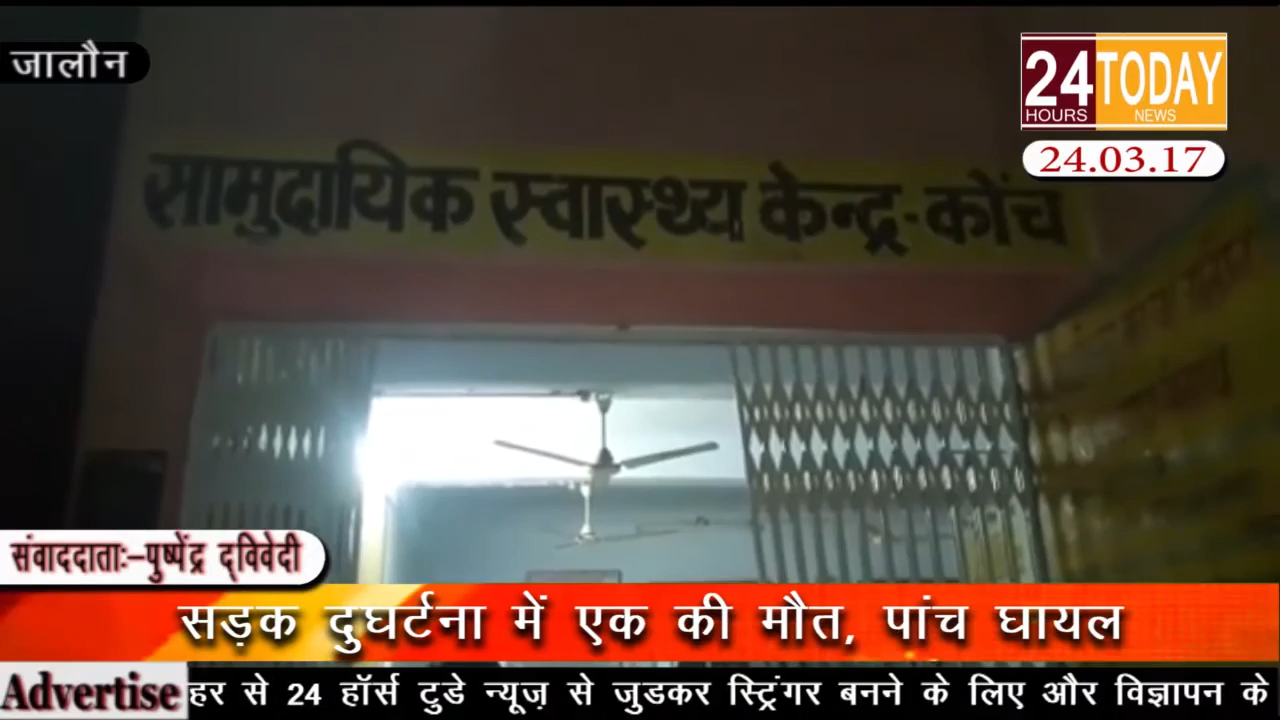 जालौन
24 TODAY
HOURS NEWS
24.03.17
सामुदायिक स्वास्थ्य केन्द्र-कोंच
संवाददाताः-पुष्पेंद्र द्विवेदी
सड़क दुघर्टना में एक की मौत, पांच घायल
Advertise हर से 24 हॉर्स टुडे न्यूज़ से जुडकर स्ट्रिंगर बनने के लिए और विज्ञापन के